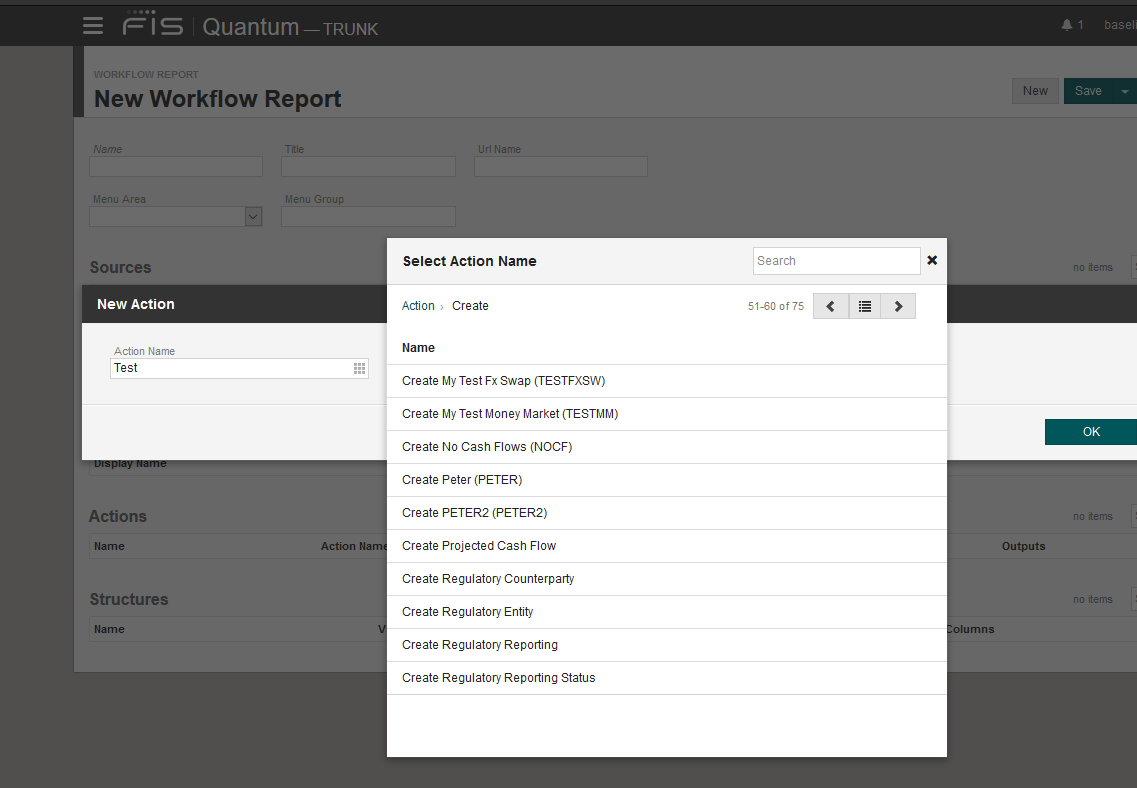 FIS Quantum — TRUNK
1
WORKFLOW REPORT
New Workflow Report
New
Save
Name
Title
Url Name
Menu Area
Menu Group
Sources
no items
New Action
Action Name
Test
OK
Select Action Name
Search
Action › Create
51-60 of 75
Name
Create My Test Fx Swap (TESTFXSW)
Create My Test Money Market (TESTMM)
Create No Cash Flows (NOCF)
Create Peter (PETER)
Create PETER2 (PETER2)
Create Projected Cash Flow
Create Regulatory Counterparty
Create Regulatory Entity
Create Regulatory Reporting
Create Regulatory Reporting Status
Display Name
Actions
no items
Name
Action Name
Outputs
Structures
no items
Name
Columns